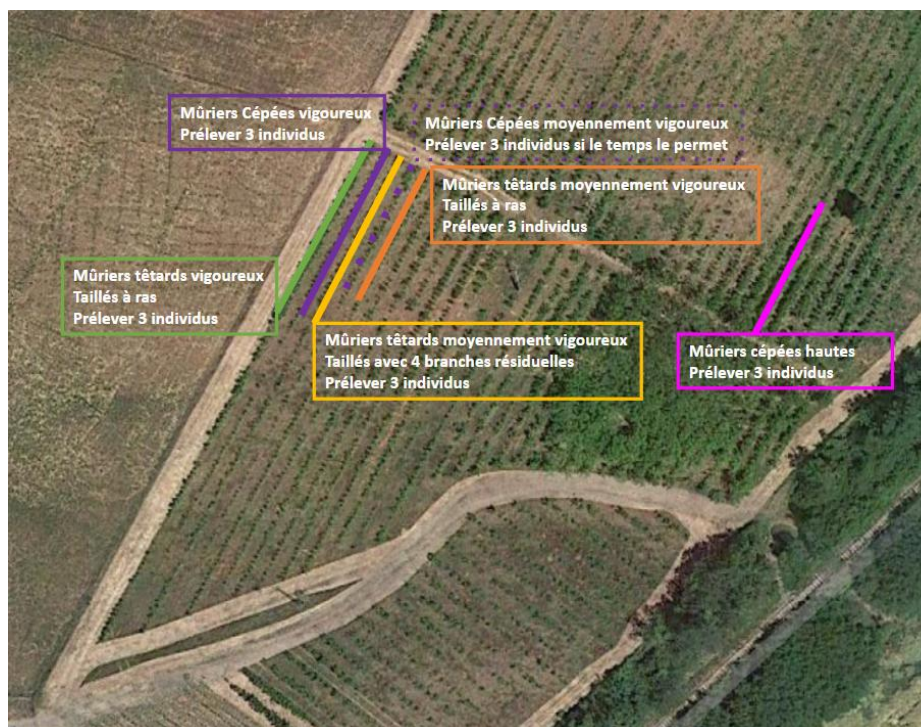 Mûriers Cépées vigoureux
Prélever 3 individus
Mûriers Cépées moyennement vigoureux
Prélever 3 individus si le temps le permet
Mûriers têtards moyennement vigoureux
Taillés à ras
Prélever 3 individus
Mûriers têtards vigoureux
Taillés à ras
Prélever 3 individus
Mûriers têtards moyennement vigoureux
Taillés avec 4 branches résiduelles
Prélever 3 individus
Mûriers cépées hautes
Prélever 3 individus